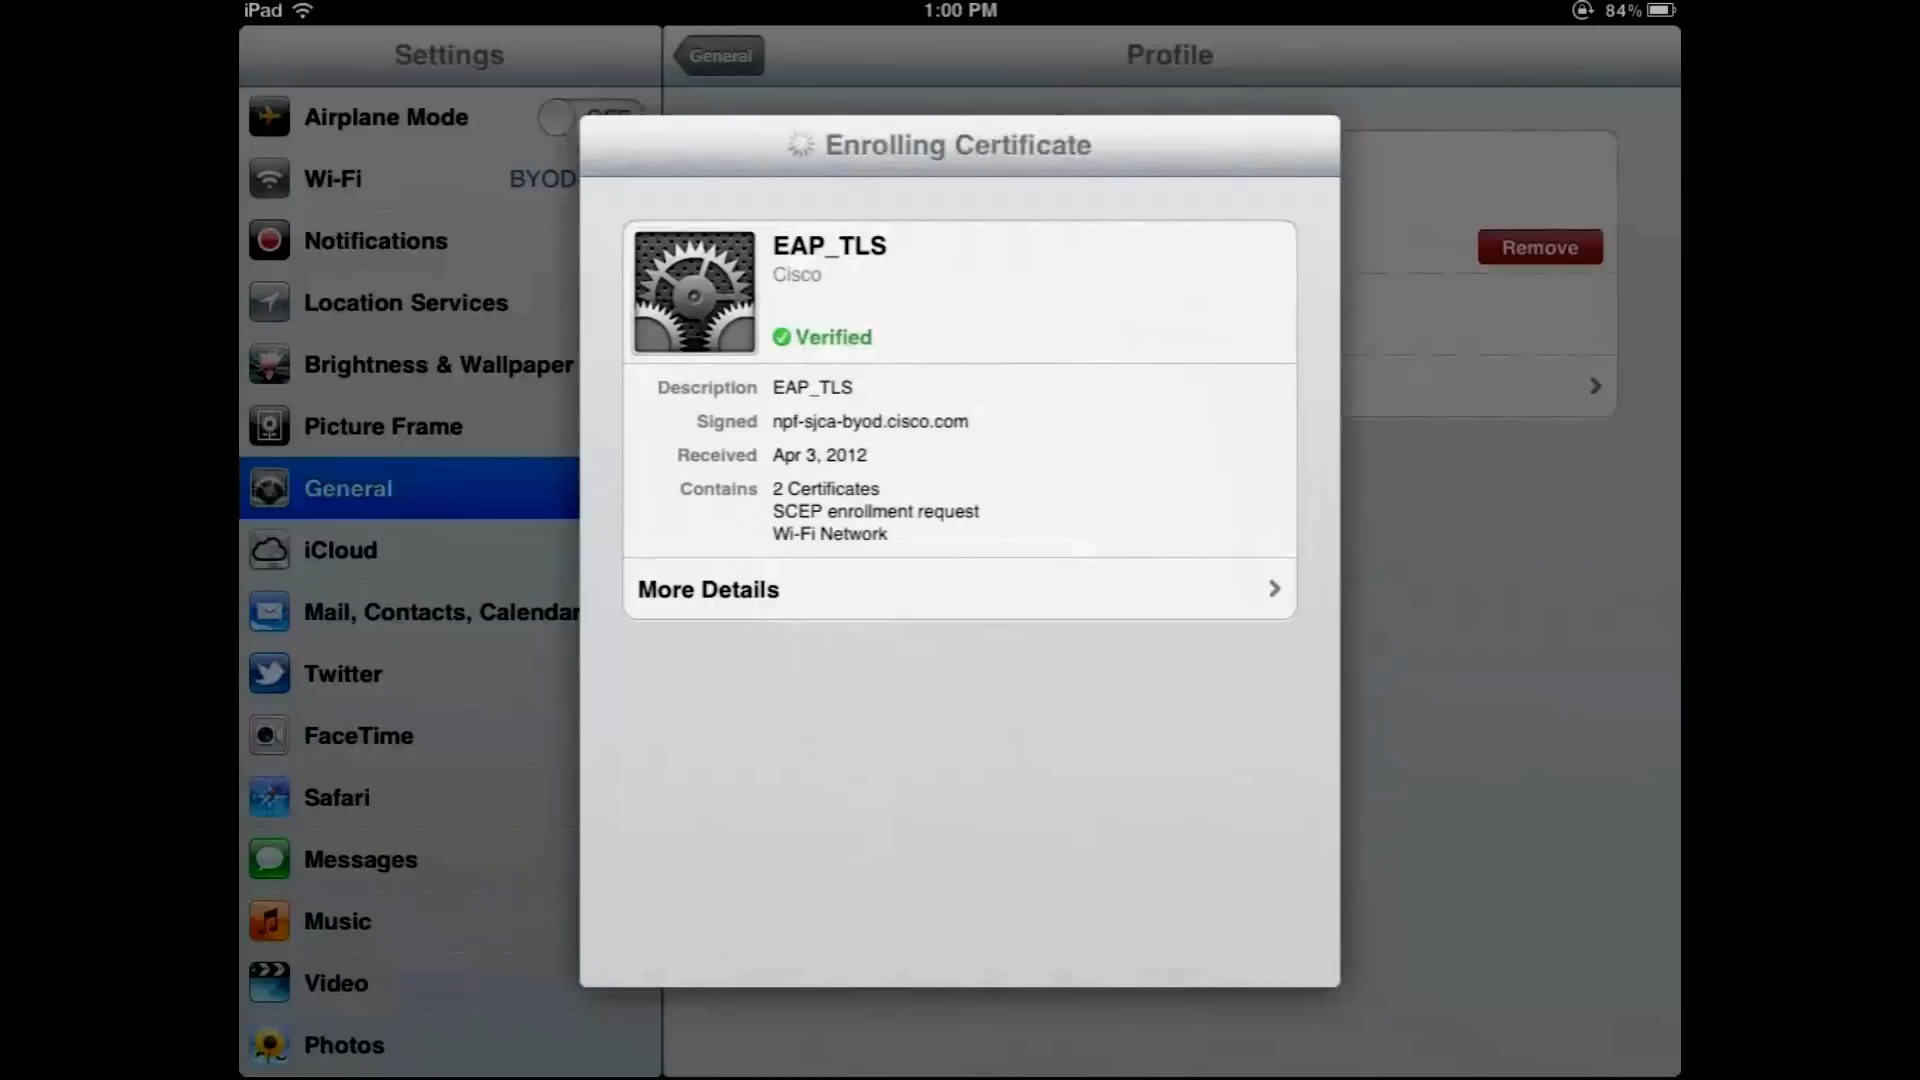 iPad 1:00 PM 84%
Settings
General
Profile
Airplane Mode OFF
Wi-Fi BYOD
Notifications
Location Services
Brightness & Wallpaper
Picture Frame
General
iCloud
Mail, Contacts, Calendar
Twitter
FaceTime
Safari
Messages
Music
Video
Photos
Remove
Enrolling Certificate
EAP_TLS
Cisco
Verified
Description EAP_TLS
Signed npf-sjca-byod.cisco.com
Received Apr 3, 2012
Contains 2 Certificates
SCEP enrollment request
Wi-Fi Network
More Details